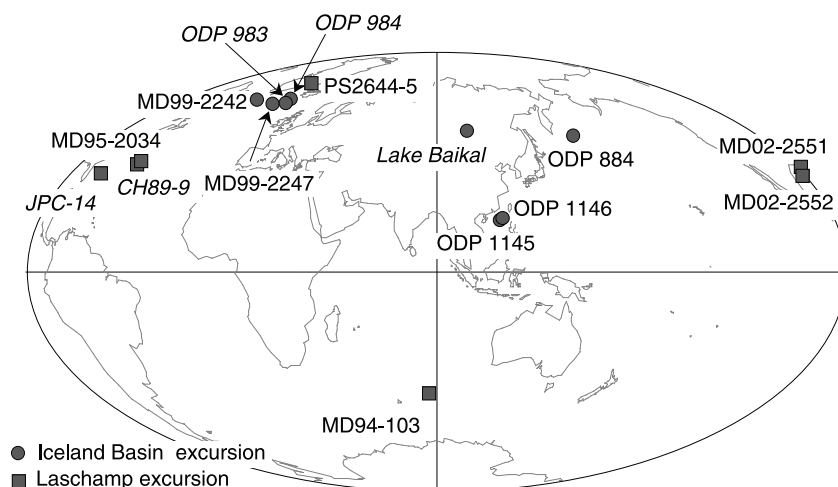 ODP 983
ODP 984
MD99-2242
PS2644-5
MD95-2034
MD99-2247
CH89-9
JPC-14
Lake Baikal
ODP 884
MD02-2551
MD02-2552
ODP 1146
ODP 1145
MD94-103
Iceland Basin excursion
Laschamp excursion